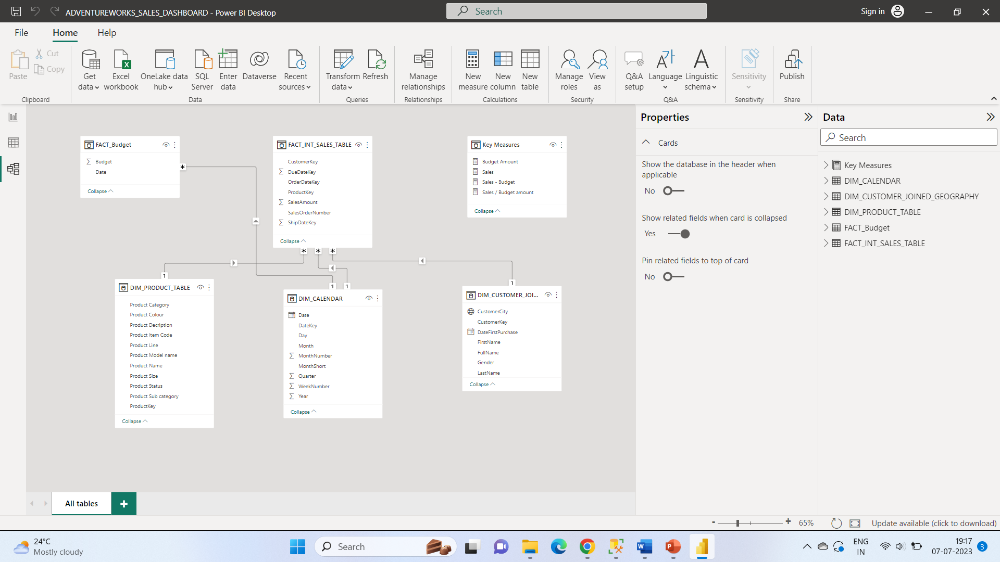 ADVENTUREWORKS_SALES_DASHBOARD - Power BI Desktop
Search
Sign in
File
Home
Help
Paste
Cut
Copy
Clipboard
Get data
Excel workbook
OneLake data hub
SQL Server
Enter data
Dataverse
Recent sources
Data
Transform data
Refresh
Queries
Manage relationships
Relationships
New measure
New column
New table
Calculations
Manage roles
View as
Security
Q&A setup
Language
Linguistic schema
Q&A
Sensitivity
Sensitivity
Publish
Share
FACT_Budget
Budget
Date
Collapse
FACT_INT_SALES_TABLE
CustomerKey
DueDateKey
OrderDateKey
ProductKey
SalesAmount
SalesOrderNumber
ShipDateKey
Collapse
Key Measures
Budget Amount
Sales
Sales - Budget
Sales / Budget amount
Collapse
*
* * *
1
1 1
1
DIM_PRODUCT_TABLE
Product Category
Product Colour
Product Decription
Product Item Code
Product Line
Product Model name
Product Name
Product Size
Product Status
Product Sub category
ProductKey
Collapse
DIM_CALENDAR
Date
DateKey
Day
Month
MonthNumber
MonthShort
Quarter
WeekNumber
Year
Collapse
DIM_CUSTOMER_JOI...
CustomerCity
CustomerKey
DateFirstPurchase
FirstName
FullName
Gender
LastName
Collapse
Properties
Cards
Show the database in the header when
applicable
No
Show related fields when card is collapsed
Yes
Pin related fields to top of card
No
Data
Search
Key Measures
DIM_CALENDAR
DIM_CUSTOMER_JOINED_GEOGRAPHY
DIM_PRODUCT_TABLE
FACT_Budget
FACT_INT_SALES_TABLE
All tables
+
- + 65%
Update available (click to download)
24°C
Mostly cloudy
Search
ENG
IN
19:17
07-07-2023
3